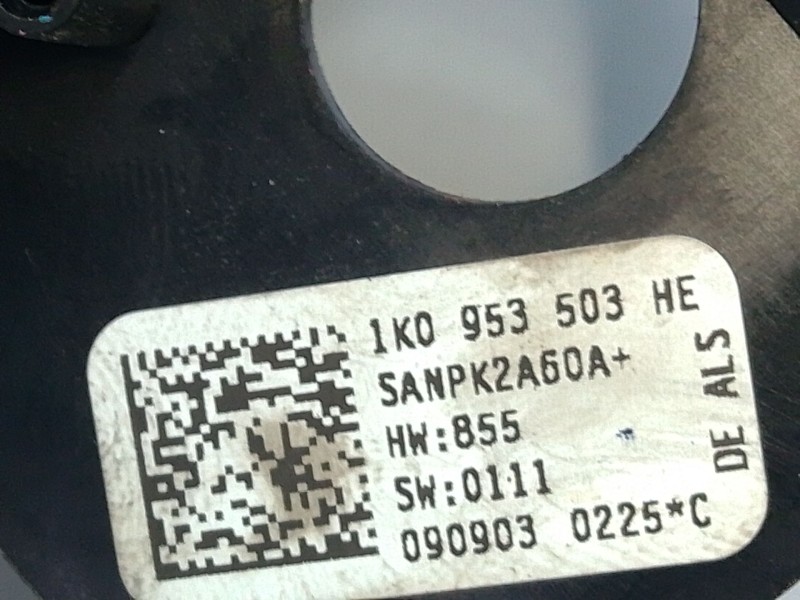 1K0 953 503 HE
SANPK2A60A+
HW:855
SW:0111
090903 0225*C
DE ALS